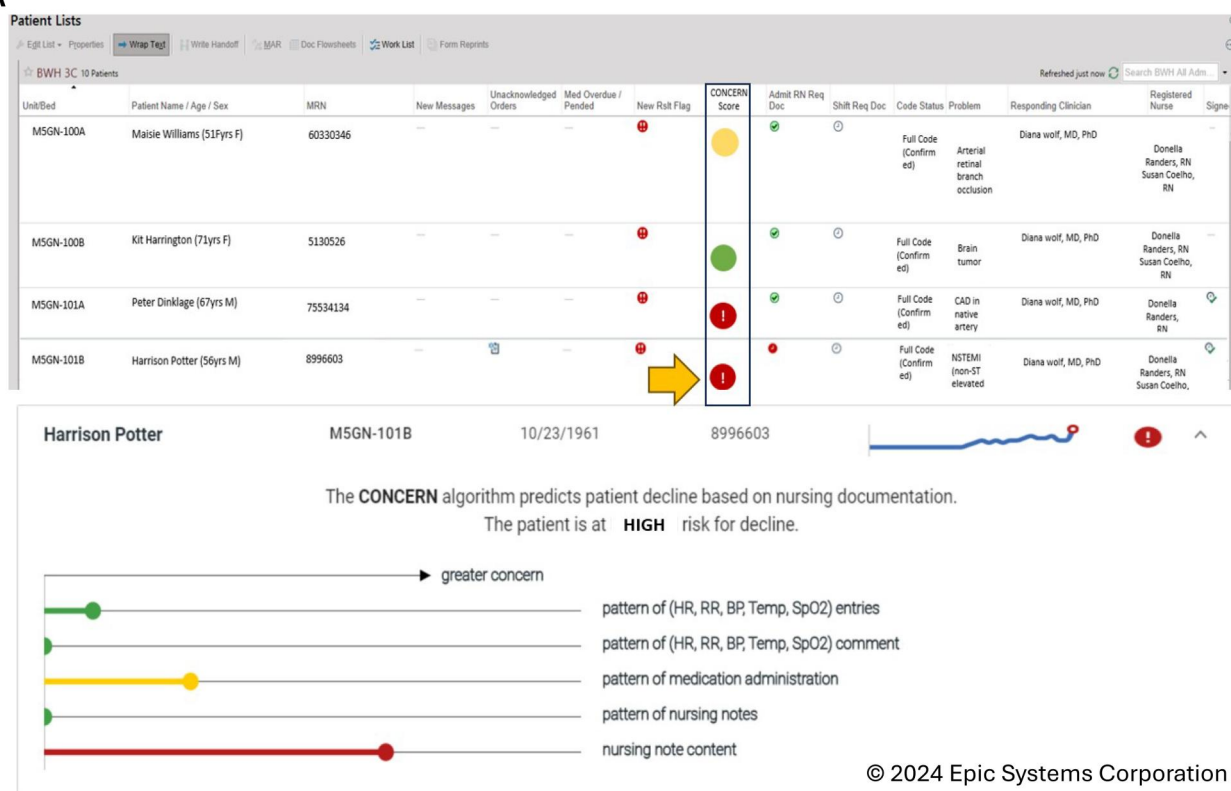 Patient Lists
Edit List Properties Wrap Text Write Handoff MAR Doc Flowsheets Work List Form Reprints
BWH 3C 10 Patients Refreshed just now Search BWH All Adm...
Unit/Bed Patient Name / Age / Sex MRN New Messages Unacknowledged Orders Med Overdue / Pended New Rslt Flag CONCERN Score Admit RN Req Doc Shift Req Doc Code Status Problem Responding Clinician Registered Nurse Signe
M5GN-100A Maisie Williams (51Fyrs F) 60330346 — — — !! Full Code (Confirm ed) Arterial retinal branch occlusion Diana wolf, MD, PhD Donella Randers, RN Susan Coelho, RN —
M5GN-100B Kit Harrington (71yrs F) 5130526 — — — !! Full Code (Confirm ed) Brain tumor Diana wolf, MD, PhD Donella Randers, RN Susan Coelho, RN —
M5GN-101A Peter Dinklage (67yrs M) 75534134 — — — !! ! Full Code (Confirm ed) CAD in native artery Diana wolf, MD, PhD Donella Randers, RN
M5GN-101B Harrison Potter (56yrs M) 8996603 — — !! ! Full Code (Confirm ed) NSTEMI (non-ST elevated Diana wolf, MD, PhD Donella Randers, RN Susan Coelho,
Harrison Potter M5GN-101B 10/23/1961 8996603 !
The CONCERN algorithm predicts patient decline based on nursing documentation.
The patient is at HIGH risk for decline.
greater concern
pattern of (HR, RR, BP, Temp, SpO2) entries
pattern of (HR, RR, BP, Temp, SpO2) comment
pattern of medication administration
pattern of nursing notes
nursing note content
© 2024 Epic Systems Corporation